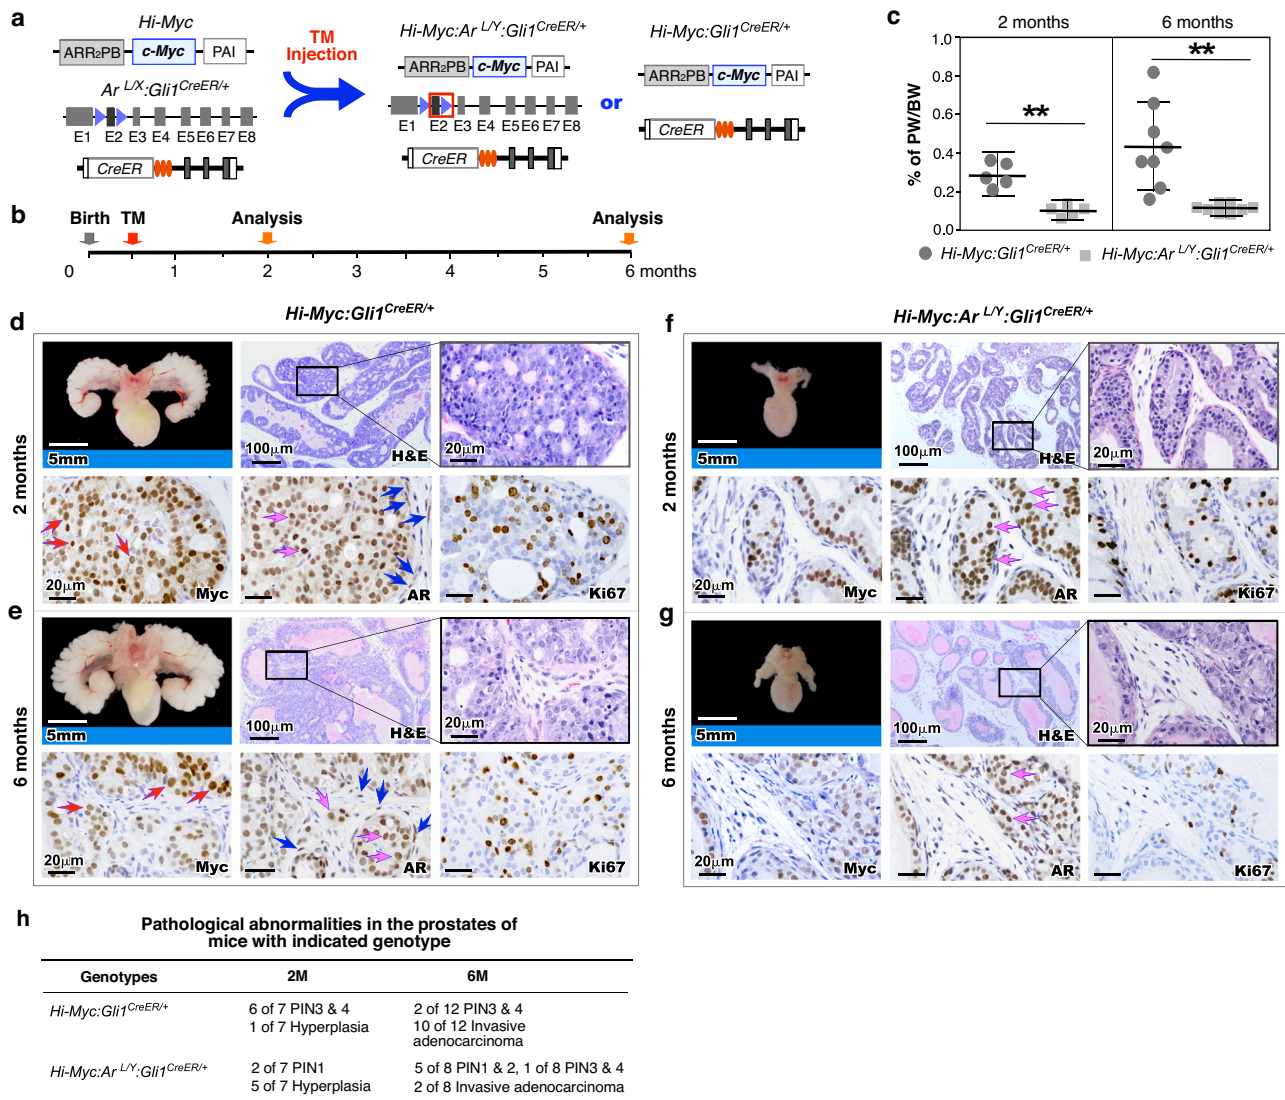 a
Hi-Myc
ARR2PB
c-Myc
PAI
Ar L/X:Gli1CreER/+
E1 E2 E3 E4 E5 E6 E7 E8
CreER
TM
Injection
Hi-Myc:Ar L/Y:Gli1CreER/+
ARR2PB
c-Myc
PAI
E1 E2 E3 E4 E5 E6 E7 E8
CreER
or
Hi-Myc:Gli1CreER/+
ARR2PB
c-Myc
PAI
CreER
b
Birth TM Analysis Analysis
0 1 2 3 4 5 6 months
c
2 months 6 months
% of PW/BW
1.0
0.8
0.6
0.4
0.2
0.0
**
**
Hi-Myc:Gli1CreER/+ Hi-Myc:Ar L/Y:Gli1CreER/+
d
Hi-Myc:Gli1CreER/+
2 months
5mm
100µm
H&E
20µm
20µm
Myc
AR
Ki67
e
6 months
5mm
100µm
H&E
20µm
20µm
Myc
AR
Ki67
f
Hi-Myc:Ar L/Y:Gli1CreER/+
2 months
5mm
100µm
H&E
20µm
20µm
Myc
AR
Ki67
g
6 months
5mm
100µm
H&E
20µm
20µm
Myc
AR
Ki67
h
Pathological abnormalities in the prostates of
mice with indicated genotype
Genotypes 2M 6M
Hi-Myc:Gli1CreER/+ 6 of 7 PIN3 & 4 2 of 12 PIN3 & 4
1 of 7 Hyperplasia 10 of 12 Invasive
adenocarcinoma
Hi-Myc:Ar L/Y:Gli1CreER/+ 2 of 7 PIN1 5 of 8 PIN1 & 2, 1 of 8 PIN3 & 4
5 of 7 Hyperplasia 2 of 8 Invasive adenocarcinoma